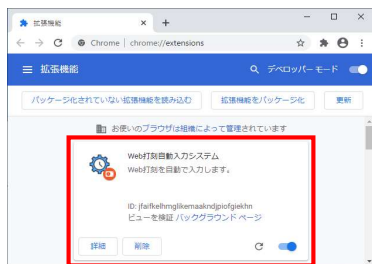 拡張機能
Chrome | chrome://extensions
拡張機能
デベロッパー モード
パッケージ化されていない拡張機能を読み込む
拡張機能をパッケージ化
更新
お使いのブラウザは組織によって管理されています
Web打刻自動入力システム
Web打刻を自動で入力します。
ID: jfaifkelhmglikemaakndjpiofgiekhn
ビューを検証 バックグラウンド ページ
詳細
削除